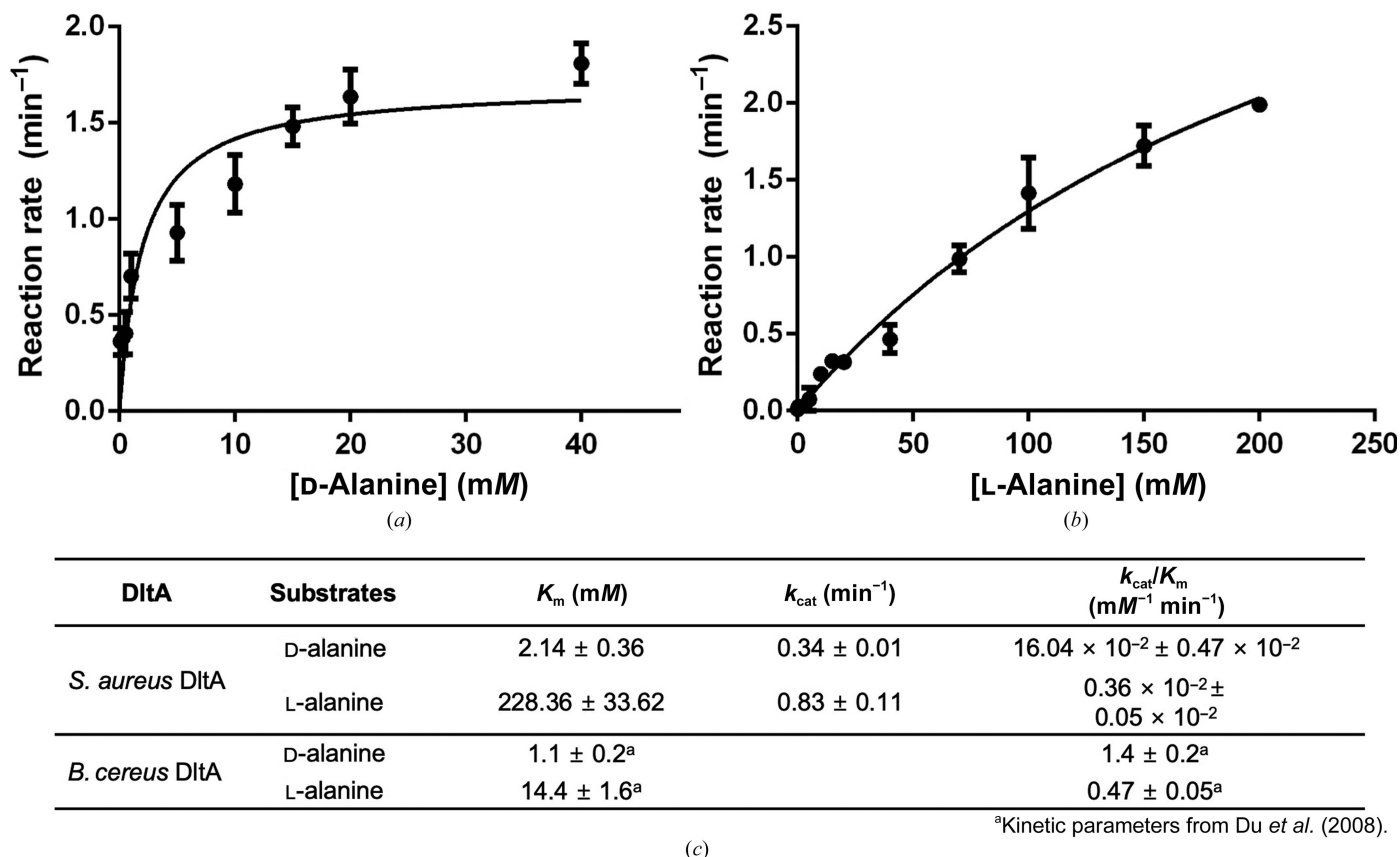 2.0
1.5
1.0
0.5
0.0
0 10 20 30 40
Reaction rate (min⁻¹)
[D-Alanine] (mM)
(a)
2.5
2.0
1.5
1.0
0.5
0.0
0 50 100 150 200 250
Reaction rate (min⁻¹)
[L-Alanine] (mM)
(b)
DltA Substrates Km (mM) kcat (min⁻¹) kcat/Km (mM⁻¹ min⁻¹)
S. aureus DltA
D-alanine 2.14 ± 0.36 0.34 ± 0.01 16.04 × 10⁻² ± 0.47 × 10⁻²
L-alanine 228.36 ± 33.62 0.83 ± 0.11 0.36 × 10⁻² ±
0.05 × 10⁻²
B. cereus DltA
D-alanine 1.1 ± 0.2ᵃ 1.4 ± 0.2ᵃ
L-alanine 14.4 ± 1.6ᵃ 0.47 ± 0.05ᵃ
ᵃKinetic parameters from Du et al. (2008).
(c)